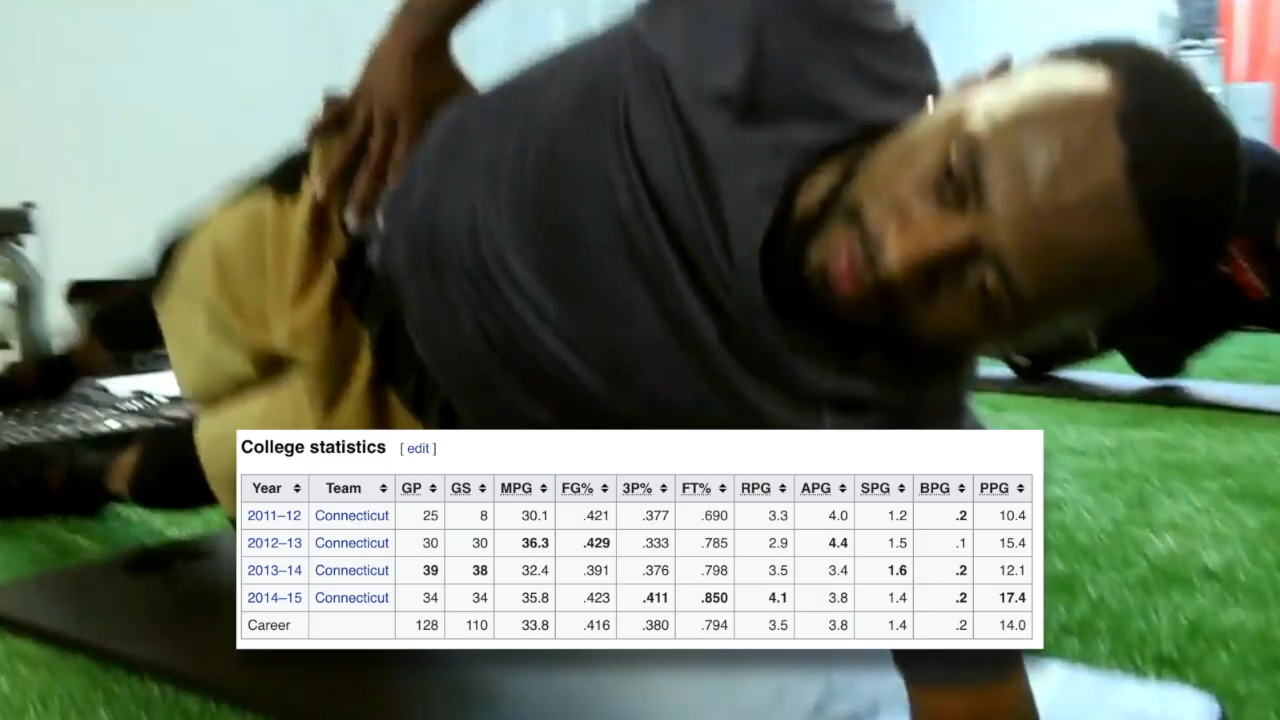 College statistics [ edit ]
Year Team GP GS MPG FG% 3P% FT% RPG APG SPG BPG PPG
2011–12 Connecticut 25 8 30.1 .421 .377 .690 3.3 4.0 1.2 .2 10.4
2012–13 Connecticut 30 30 36.3 .429 .333 .785 2.9 4.4 1.5 .1 15.4
2013–14 Connecticut 39 38 32.4 .391 .376 .798 3.5 3.4 1.6 .2 12.1
2014–15 Connecticut 34 34 35.8 .423 .411 .850 4.1 3.8 1.4 .2 17.4
Career 128 110 33.8 .416 .380 .794 3.5 3.8 1.4 .2 14.0